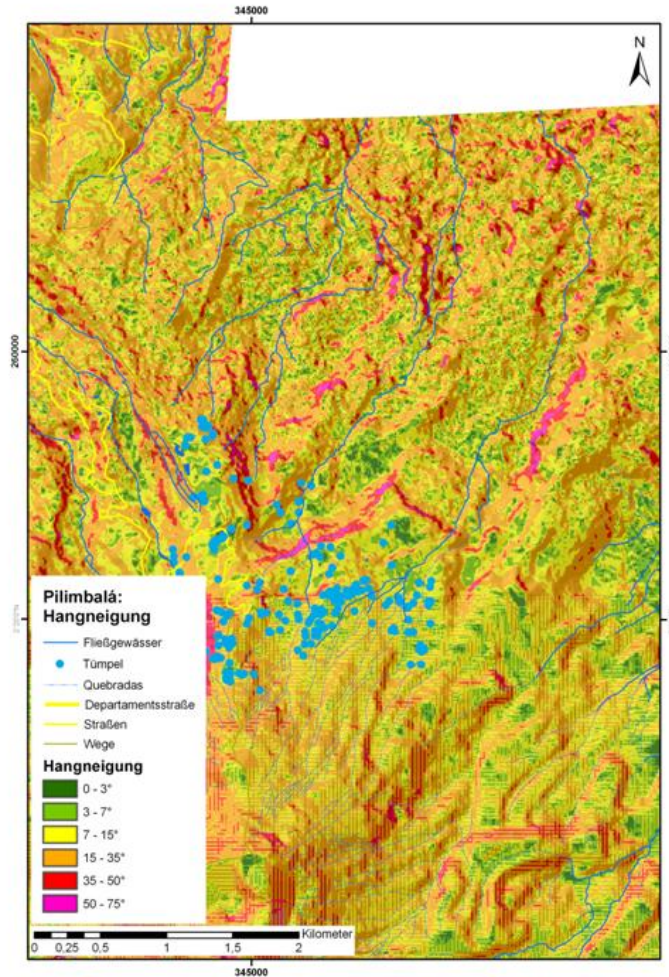 345000
N
260000
Pilimbalá:
Hangneigung
Fließgewässer
Tümpel
Quebradas
Departamentsstraße
Straßen
Wege
Hangneigung
0 - 3°
3 - 7°
7 - 15°
15 - 35°
35 - 50°
50 - 75°
Kilometer
0 0,25 0,5 1 1,5 2
345000